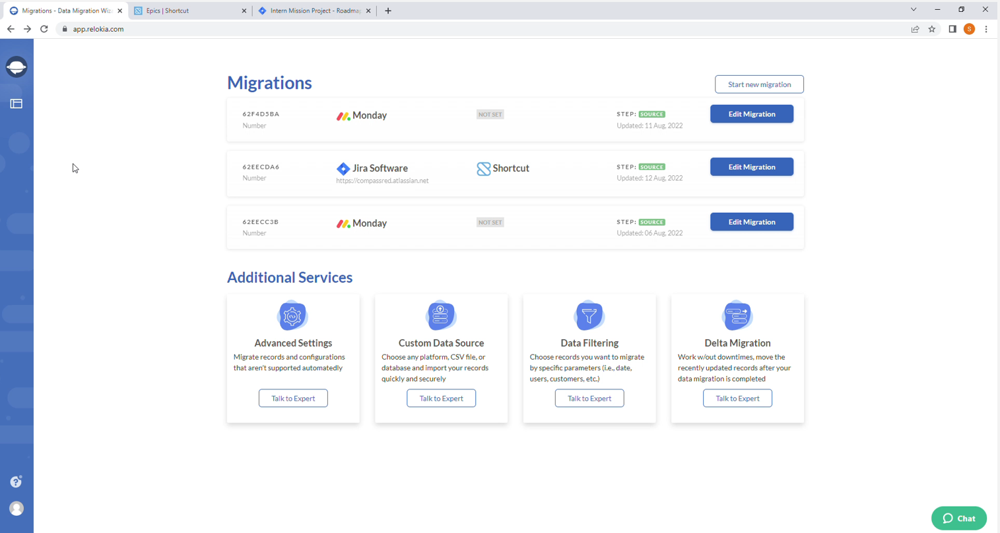 Migrations - Data Migration Wiz
Epics | Shortcut
Intern Mission Project - Roadma
app.relokia.com
S
Migrations
Start new migration
62F4D5BA
Number
Monday
NOT SET
STEP: SOURCE
Updated: 11 Aug, 2022
Edit Migration
62EECDA6
Number
Jira Software
https://compassred.atlassian.net
Shortcut
STEP: SOURCE
Updated: 12 Aug, 2022
Edit Migration
62EECC3B
Number
Monday
NOT SET
STEP: SOURCE
Updated: 06 Aug, 2022
Edit Migration
Additional Services
Advanced Settings
Migrate records and configurations
that aren't supported automatedly
Talk to Expert
Custom Data Source
Choose any platform, CSV file, or
database and import your records
quickly and securely
Talk to Expert
Data Filtering
Choose records you want to migrate
by specific parameters (i.e., date,
users, customers, etc.)
Talk to Expert
Delta Migration
Work w/out downtimes, move the
recently updated records after your
data migration is completed
Talk to Expert
Chat